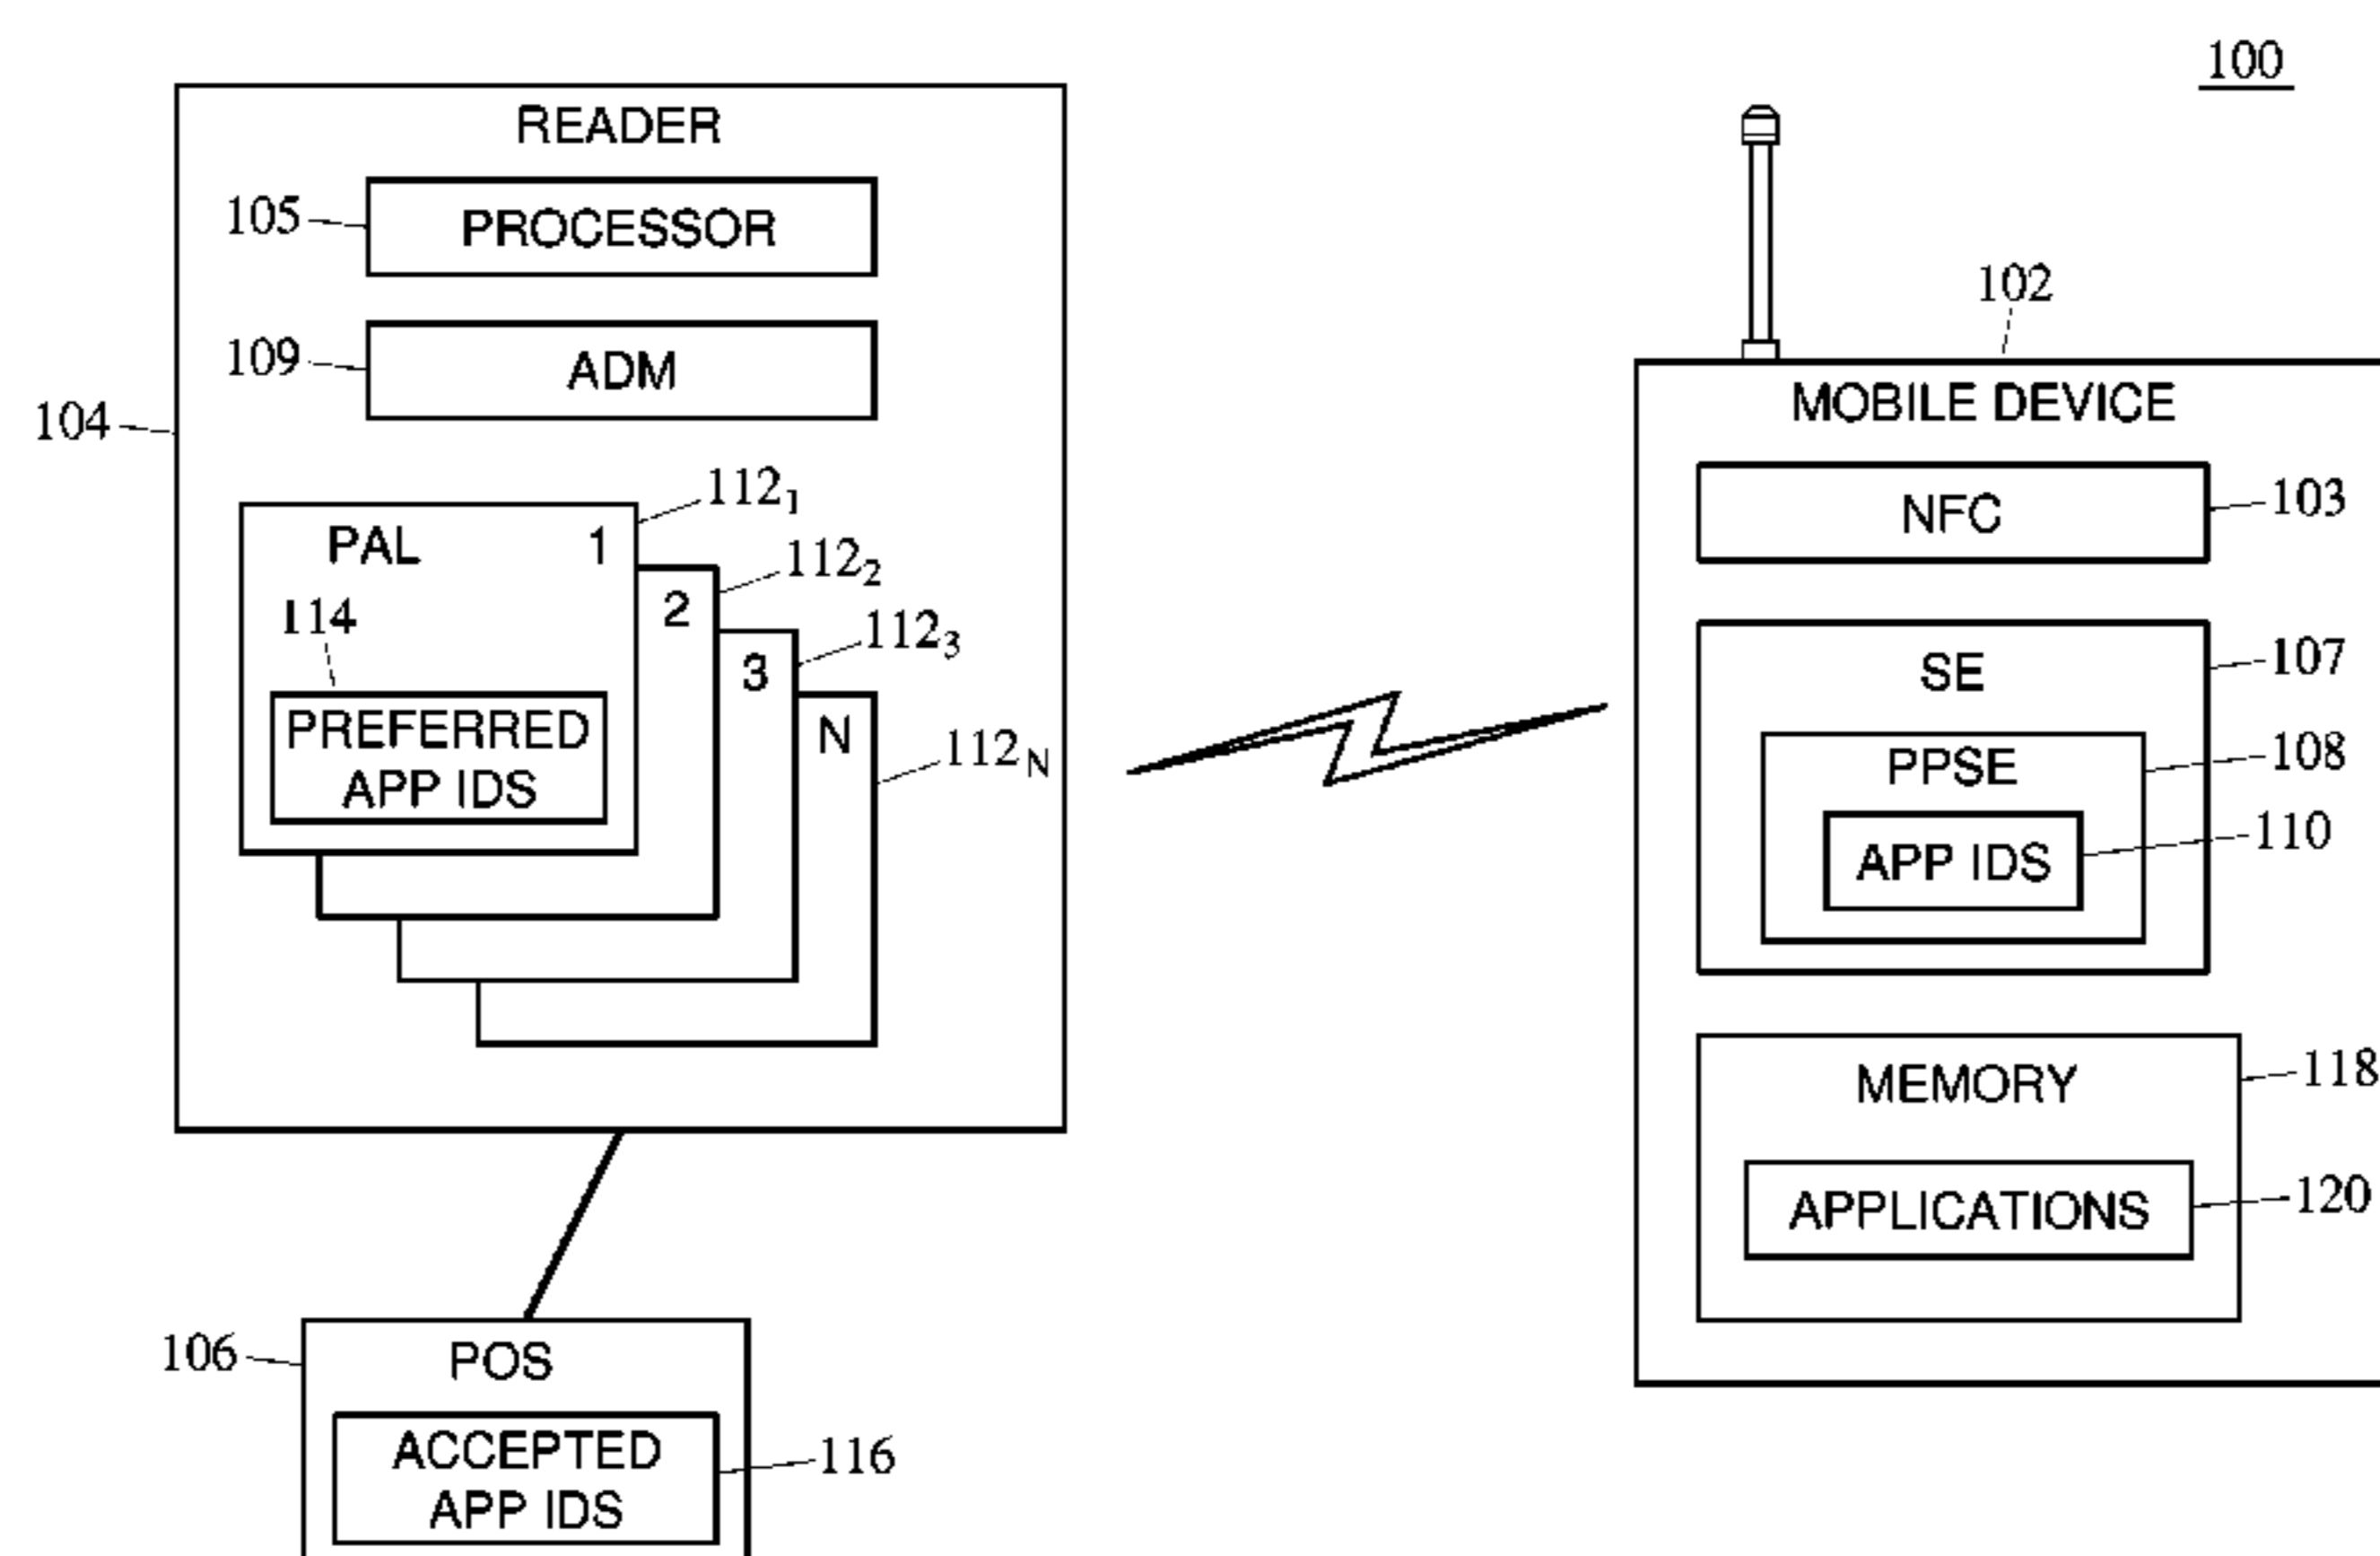 100
READER
105
PROCESSOR
109
ADM
104
PAL 1
112₁
2
112₂
3
112₃
N
112_N
114
PREFERRED
APP IDS
102
MOBILE DEVICE
NFC
103
SE
107
PPSE
108
APP IDS
110
MEMORY
118
APPLICATIONS
120
106
POS
ACCEPTED
APP IDS
116